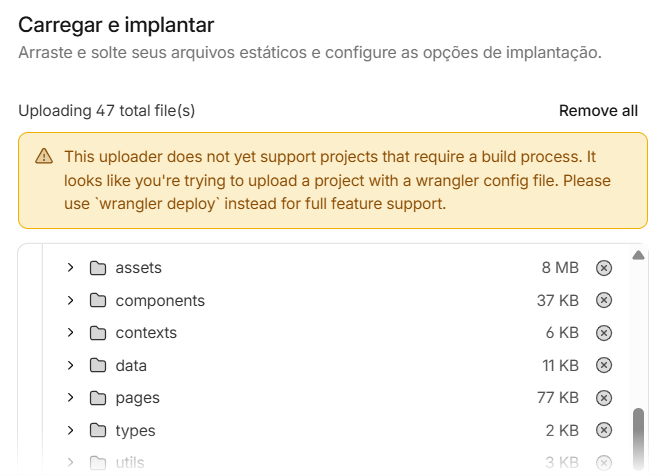 Carregar e implantar
Arraste e solte seus arquivos estáticos e configure as opções de implantação.
Uploading 47 total file(s) Remove all
This uploader does not yet support projects that require a build process. It
looks like you're trying to upload a project with a wrangler config file. Please
use `wrangler deploy` instead for full feature support.
assets 8 MB
components 37 KB
contexts 6 KB
data 11 KB
pages 77 KB
types 2 KB
utils 3 KB